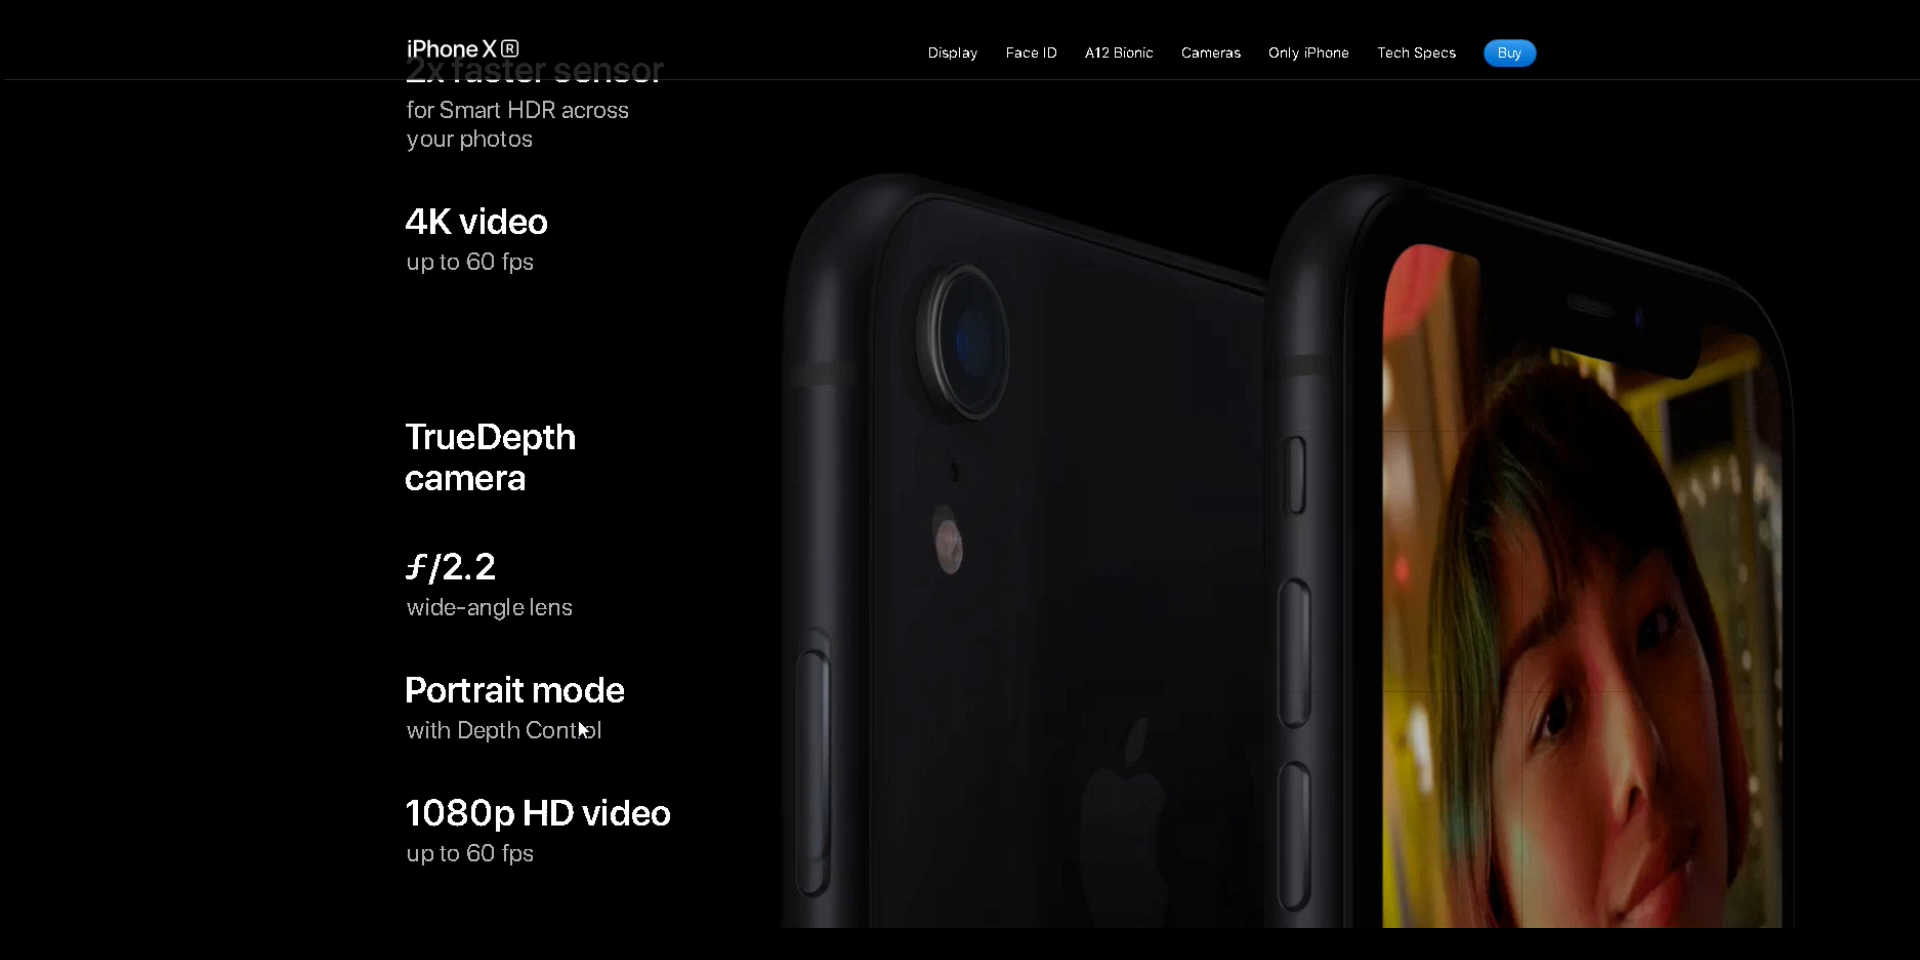 iPhone XR
Display Face ID A12 Bionic Cameras Only iPhone Tech Specs Buy
2x faster sensor
for Smart HDR across
your photos
4K video
up to 60 fps
TrueDepth
camera
ƒ/2.2
wide-angle lens
Portrait mode
with Depth Control
1080p HD video
up to 60 fps